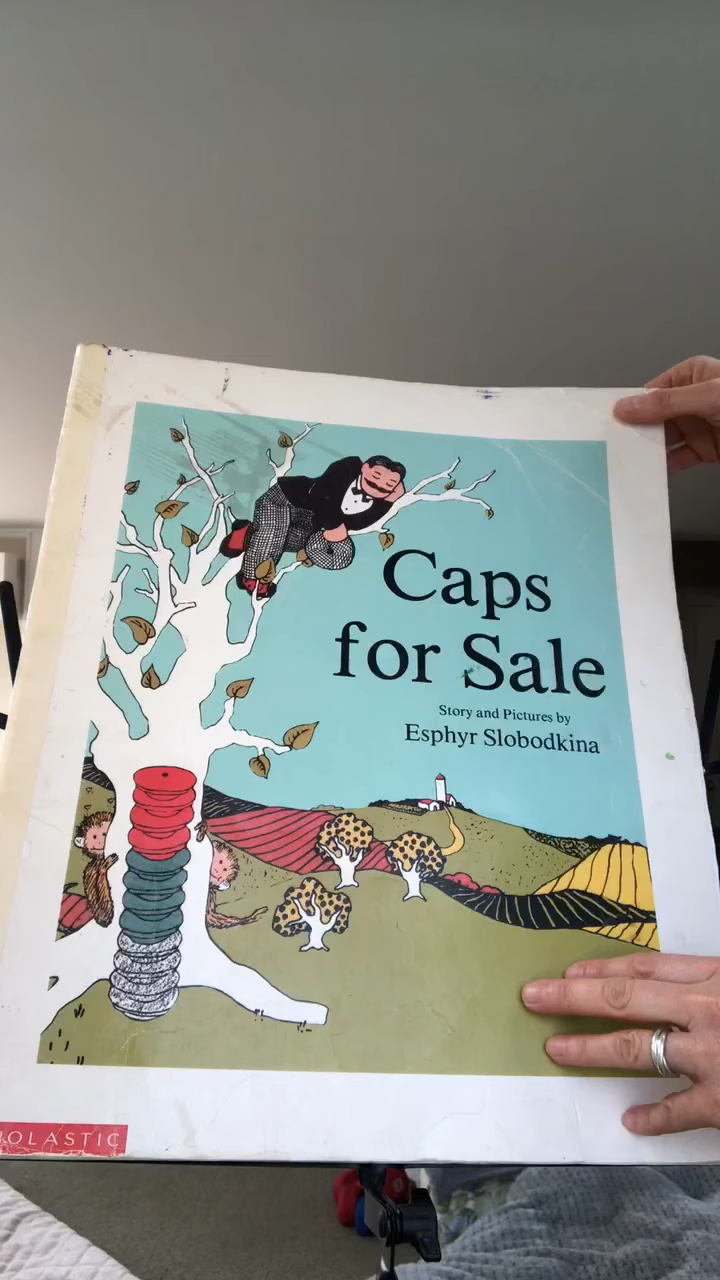 Caps
for Sale
Story and Pictures by
Esphyr Slobodkina
OLASTIC